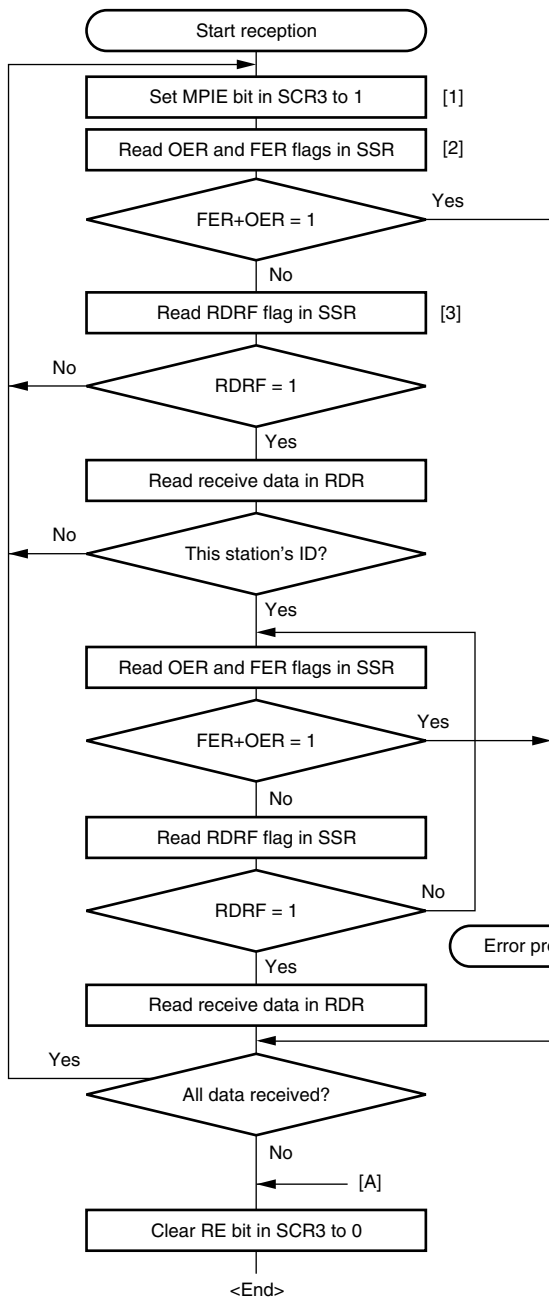 Start reception
Set MPIE bit in SCR3 to 1 [1]
Read OER and FER flags in SSR [2]
Yes
FER+OER = 1
No
Read RDRF flag in SSR [3]
No
RDRF = 1
Yes
Read receive data in RDR
No
This station's ID?
Yes
Read OER and FER flags in SSR
Yes
FER+OER = 1
No
Read RDRF flag in SSR
No
RDRF = 1
Error
Yes
Read receive data in RDR
Yes
All data received?
No
[A]
Clear RE bit in SCR3 to 0
<End>